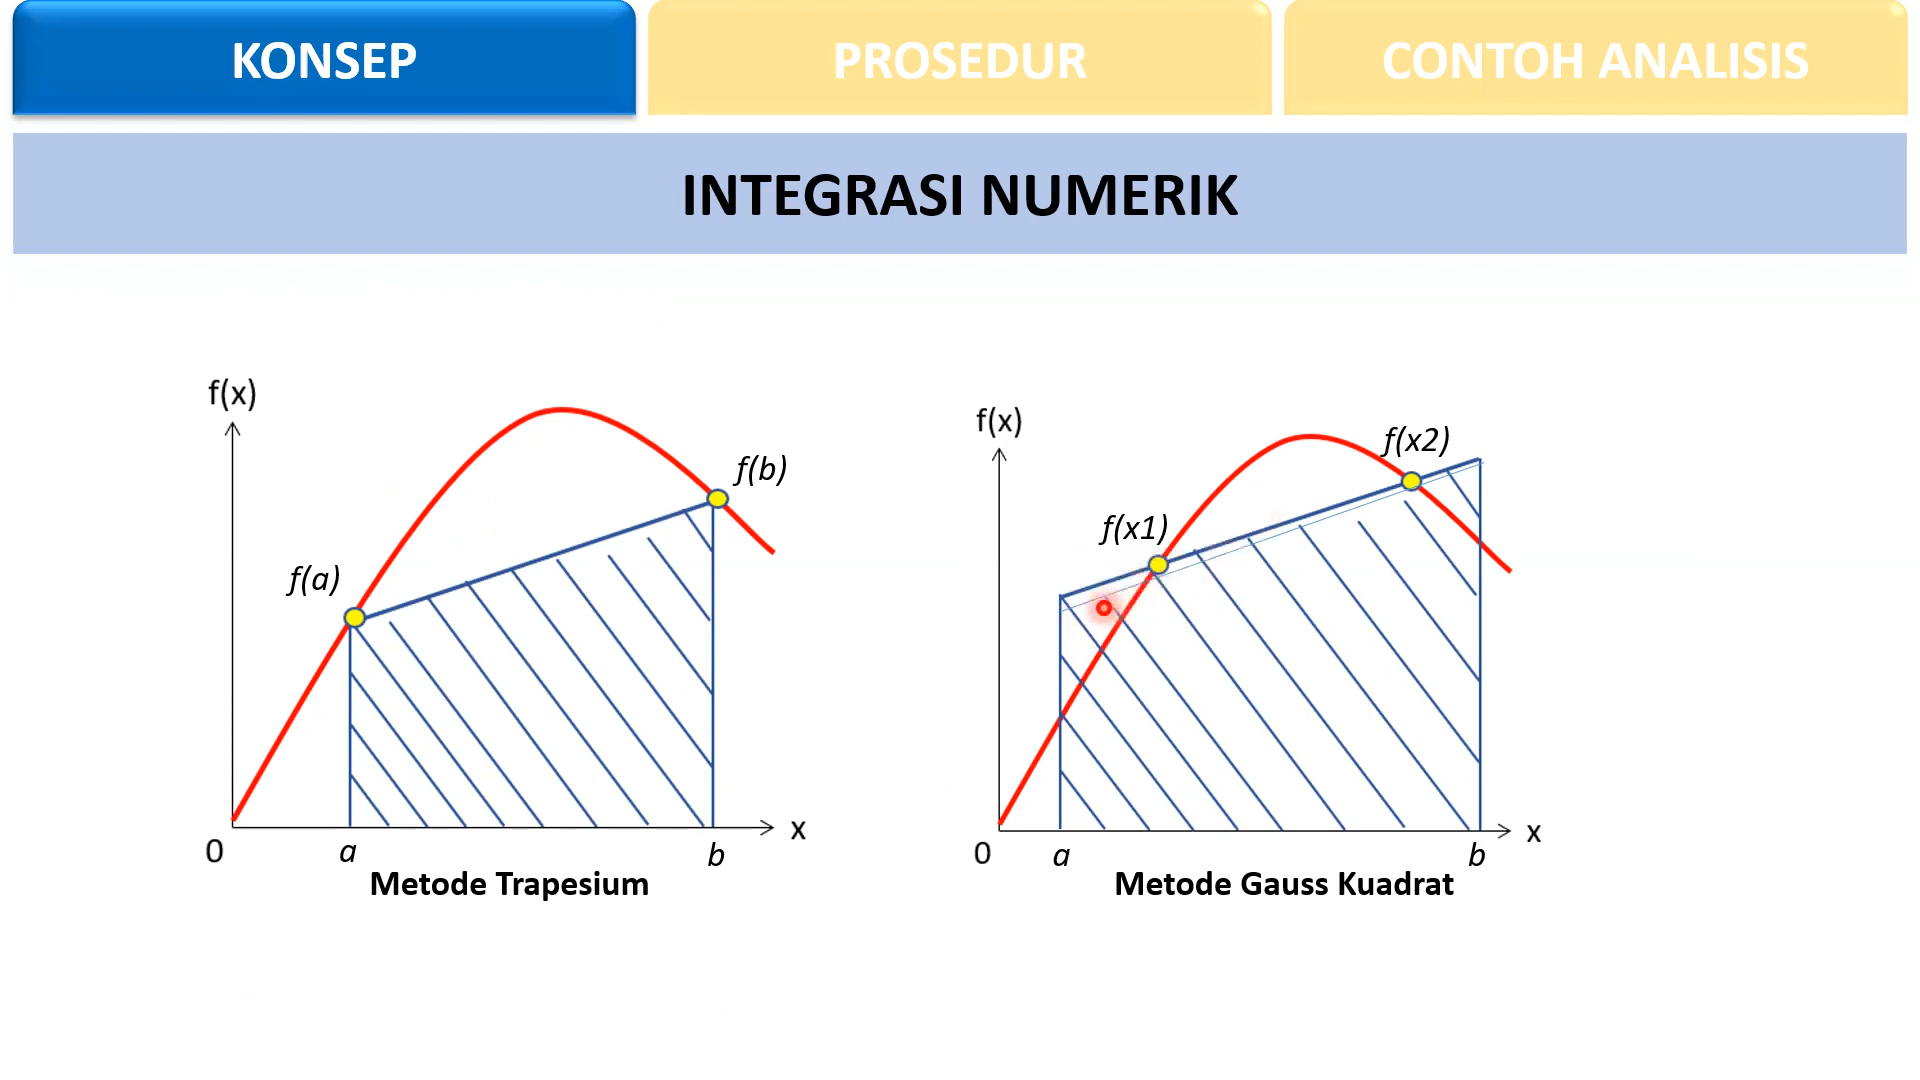 KONSEP
PROSEDUR
CONTOH ANALISIS
INTEGRASI NUMERIK
f(x)
f(b)
f(a)
0
a
b
x
Metode Trapesium
f(x)
f(x2)
f(x1)
0
a
b
x
Metode Gauss Kuadrat